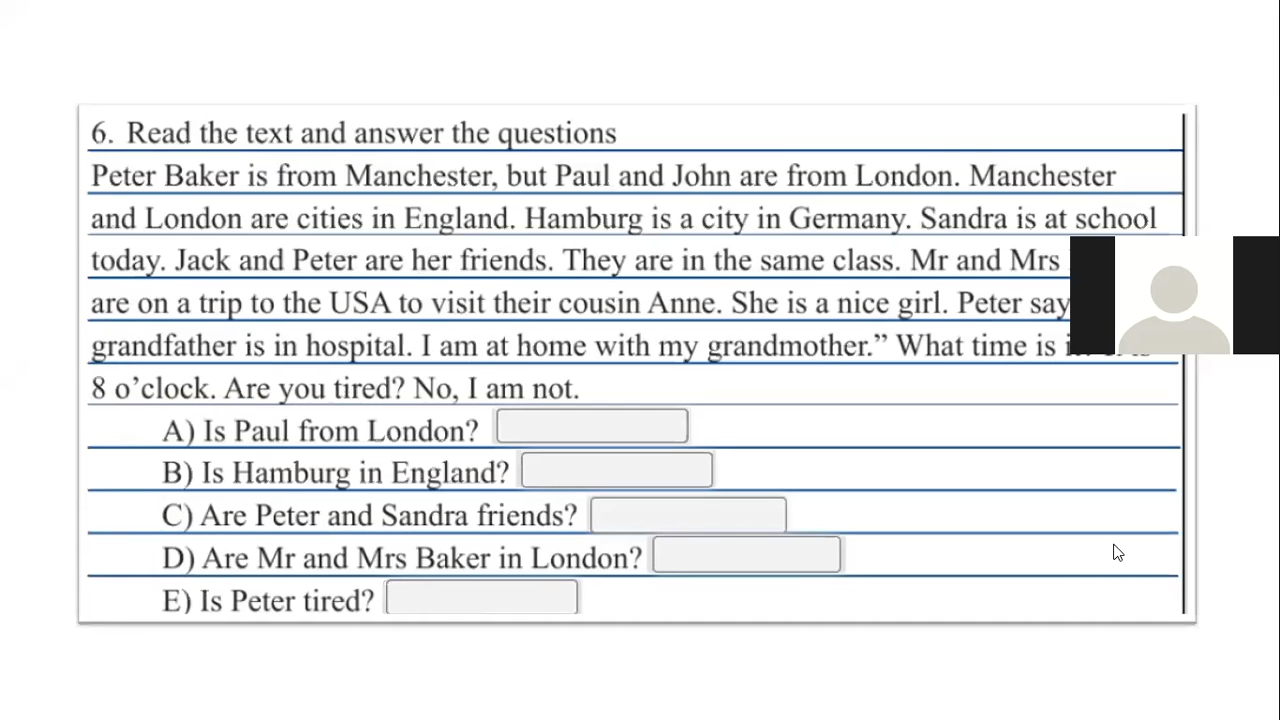 6. Read the text and answer the questions
Peter Baker is from Manchester, but Paul and John are from London. Manchester
and London are cities in England. Hamburg is a city in Germany. Sandra is at school
today. Jack and Peter are her friends. They are in the same class. Mr and Mrs
are on a trip to the USA to visit their cousin Anne. She is a nice girl. Peter
grandfather is in hospital. I am at home with my grandmother.” What time is
8 o’clock. Are you tired? No, I am not.
A) Is Paul from London?
B) Is Hamburg in England?
C) Are Peter and Sandra friends?
D) Are Mr and Mrs Baker in London?
E) Is Peter tired?